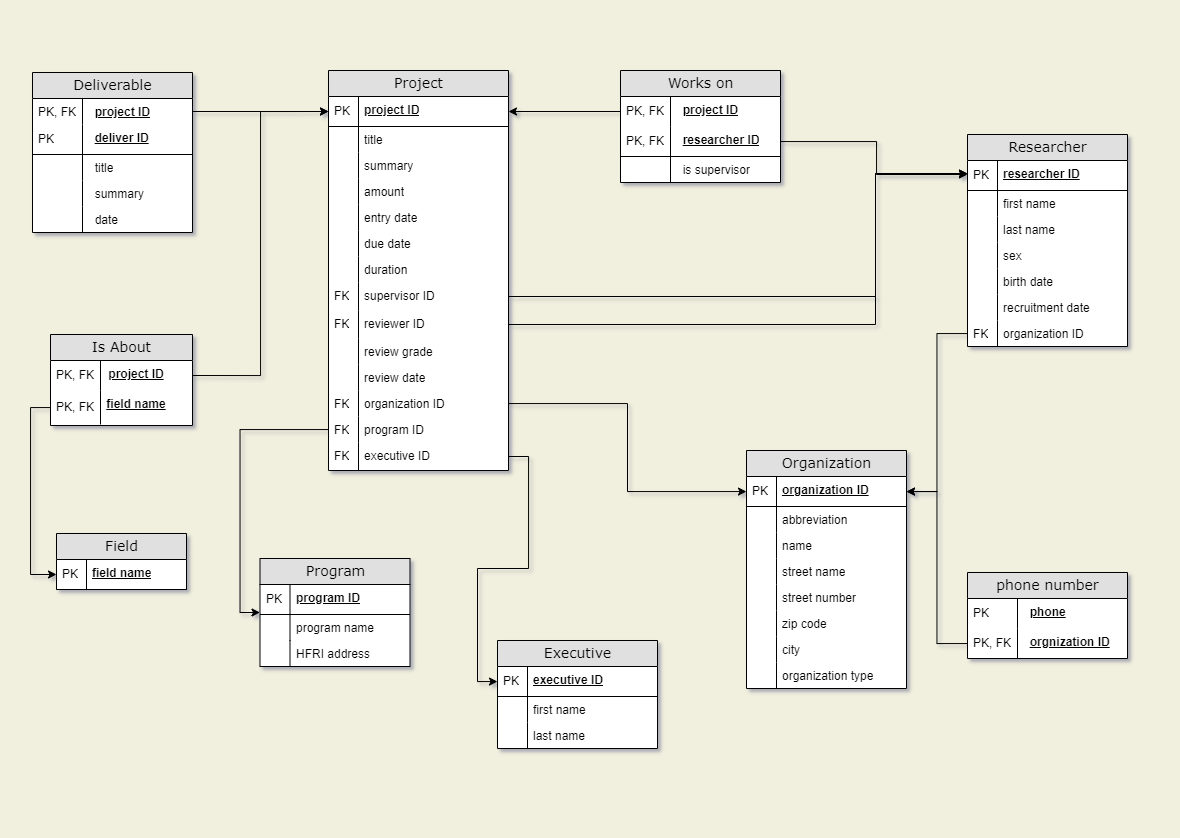 Deliverable
PK, FK project ID
PK deliver ID
title
summary
date
Project
PK project ID
title
summary
amount
entry date
due date
duration
FK supervisor ID
FK reviewer ID
review grade
review date
FK organization ID
FK program ID
FK executive ID
Works on
PK, FK project ID
PK, FK researcher ID
is supervisor
Researcher
PK researcher ID
first name
last name
sex
birth date
recruitment date
FK organization ID
Is About
PK, FK project ID
PK, FK field name
Field
PK field name
Program
PK program ID
program name
HFRI address
Executive
PK executive ID
first name
last name
Organization
PK organization ID
abbreviation
name
street name
street number
zip code
city
organization type
phone number
PK phone
PK, FK orgnization ID